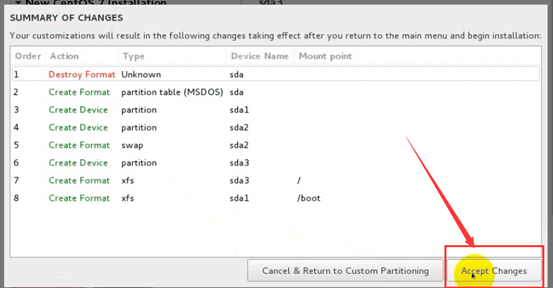 New CentOS 7 Installation
sda3
SUMMARY OF CHANGES
Your customizations will result in the following changes taking effect after you return to the main menu and begin installation:
Order Action Type Device Name Mount point
1 Destroy Format Unknown sda
2 Create Format partition table (MSDOS) sda
3 Create Device partition sda1
4 Create Device partition sda2
5 Create Format swap sda2
6 Create Device partition sda3
7 Create Format xfs sda3 /
8 Create Format xfs sda1 /boot
Cancel & Return to Custom Partitioning Accept Changes